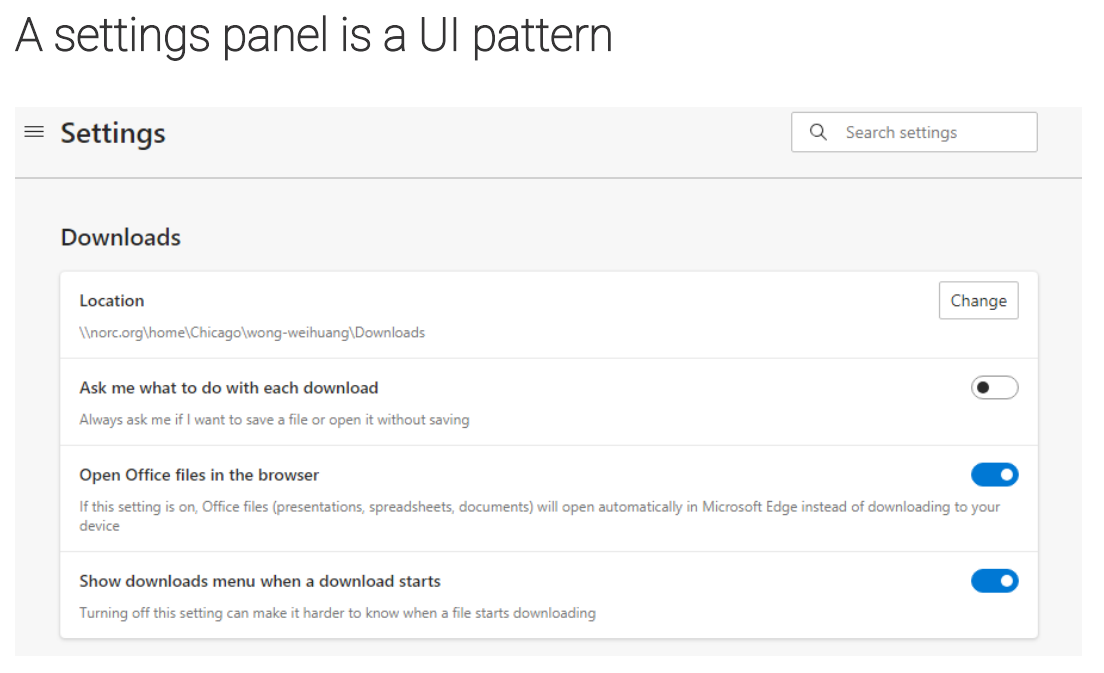 A settings panel is a UI pattern
Settings
Search settings
Downloads
Location
Change
\\norc.org\home\Chicago\wong-weihuang\Downloads
Ask me what to do with each download
Always ask me if I want to save a file or open it without saving
Open Office files in the browser
If this setting is on, Office files (presentations, spreadsheets, documents) will open automatically in Microsoft Edge instead of downloading to your
device
Show downloads menu when a download starts
Turning off this setting can make it harder to know when a file starts downloading